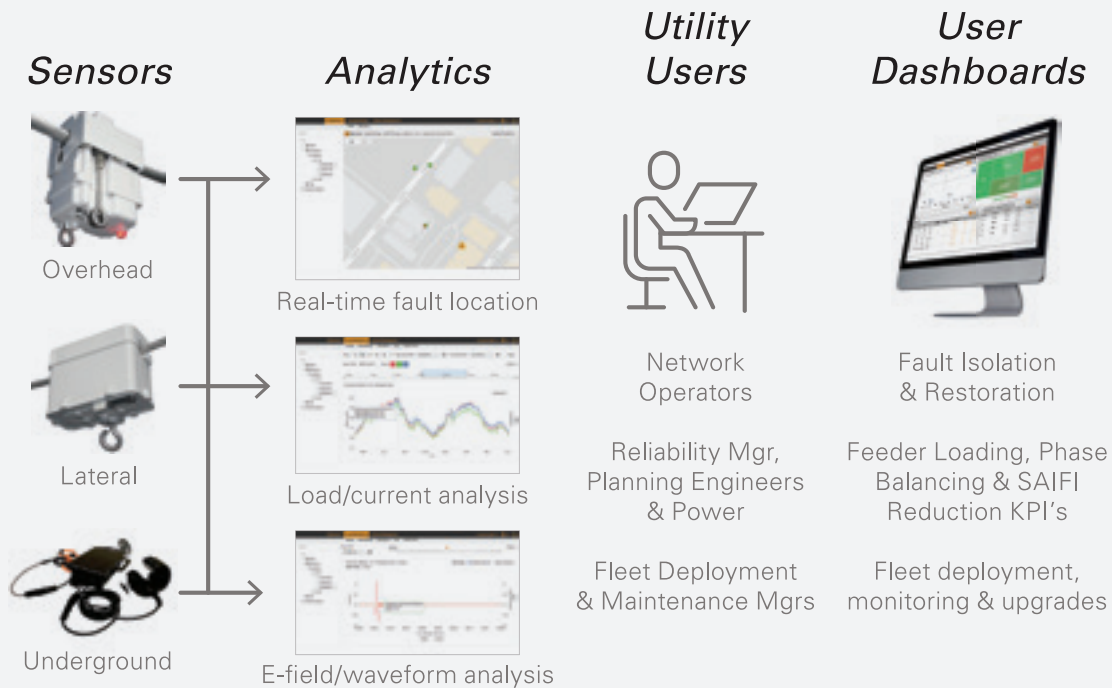 Sensors
Overhead
Lateral
Underground
Analytics
Real-time fault location
Load/current analysis
E-field/waveform analysis
Utility
Users
Network
Operators
Reliability Mgr,
Planning Engineers
& Power
Fleet Deployment
& Maintenance Mgrs
User
Dashboards
Fault Isolation
& Restoration
Feeder Loading, Phase
Balancing & SAIFI
Reduction KPI's
Fleet deployment,
monitoring & upgrades